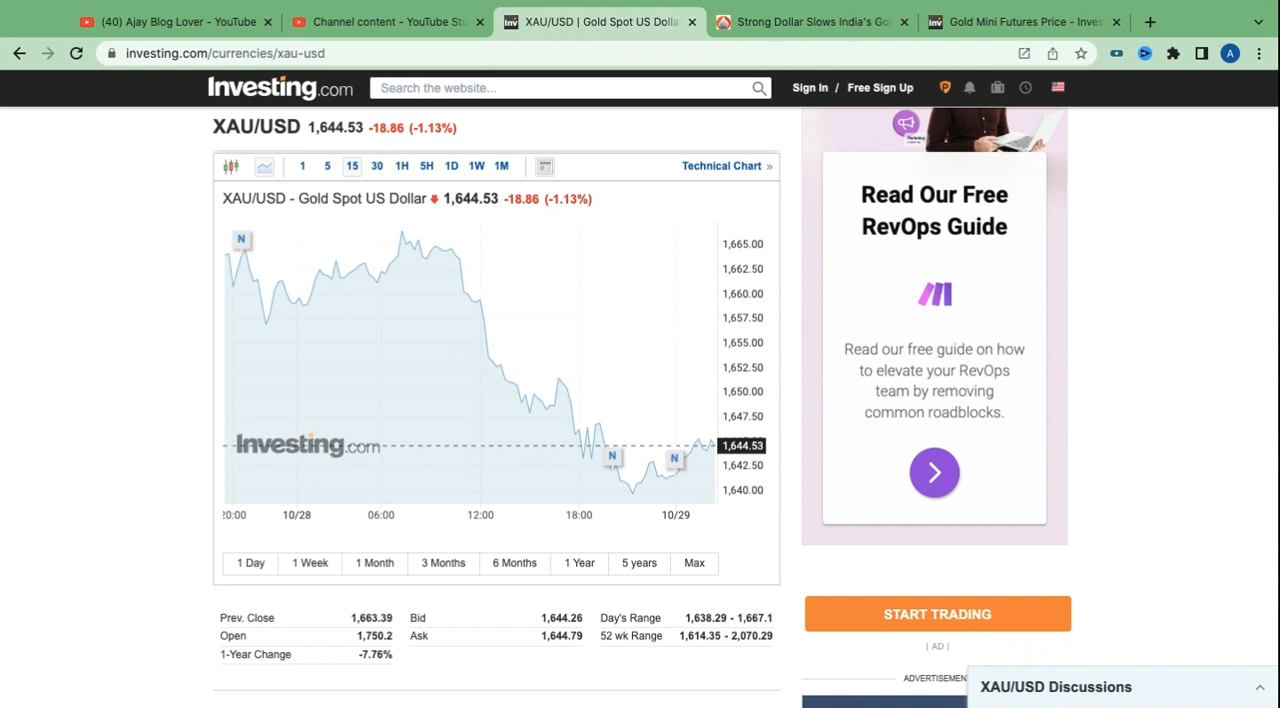 (40) Ajay Blog Lover - YouTube
Channel content - YouTube Stu
XAU/USD | Gold Spot US Dolla
Strong Dollar Slows India's Go
Gold Mini Futures Price - Inves
investing.com/currencies/xau-usd
A
Investing.com
Search the website...
Sign In / Free Sign Up
XAU/USD 1,644.53 -18.86 (-1.13%)
1 5 15 30 1H 5H 1D 1W 1M
Technical Chart »
XAU/USD - Gold Spot US Dollar 1,644.53 -18.86 (-1.13%)
N
1,665.00
1,662.50
1,660.00
1,657.50
1,655.00
1,652.50
1,650.00
1,647.50
1,644.53
1,642.50
1,640.00
Investing.com
N
N
20:00 10/28 06:00 12:00 18:00 10/29
1 Day 1 Week 1 Month 3 Months 6 Months 1 Year 5 years Max
Prev. Close 1,663.39 Bid 1,644.26 Day's Range 1,638.29 - 1,667.1
Open 1,750.2 Ask 1,644.79 52 wk Range 1,614.35 - 2,070.29
1-Year Change -7.76%
Read Our Free
RevOps Guide
Read our free guide on how
to elevate your RevOps
team by removing
common roadblocks.
START TRADING
| AD |
ADVERTISEMEN
XAU/USD Discussions